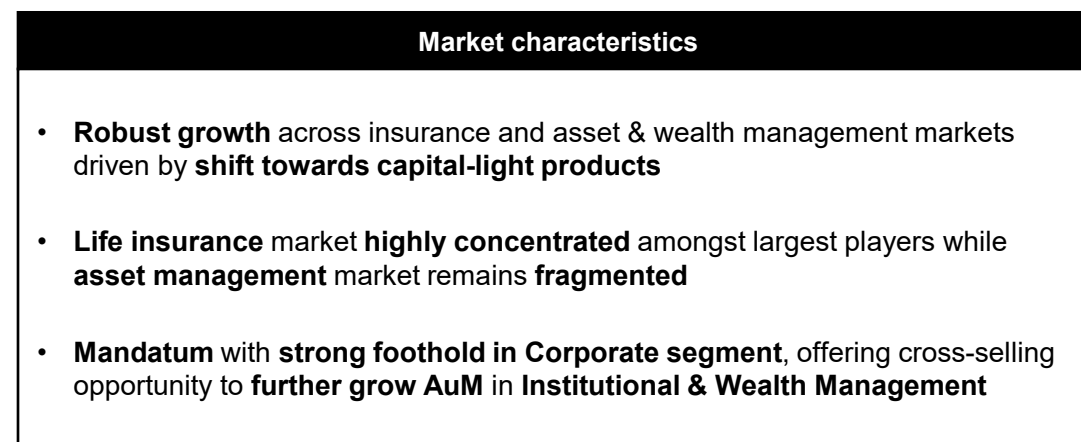 Market characteristics
• Robust growth across insurance and asset & wealth management markets
driven by shift towards capital-light products
• Life insurance market highly concentrated amongst largest players while
asset management market remains fragmented
• Mandatum with strong foothold in Corporate segment, offering cross-selling
opportunity to further grow AuM in Institutional & Wealth Management